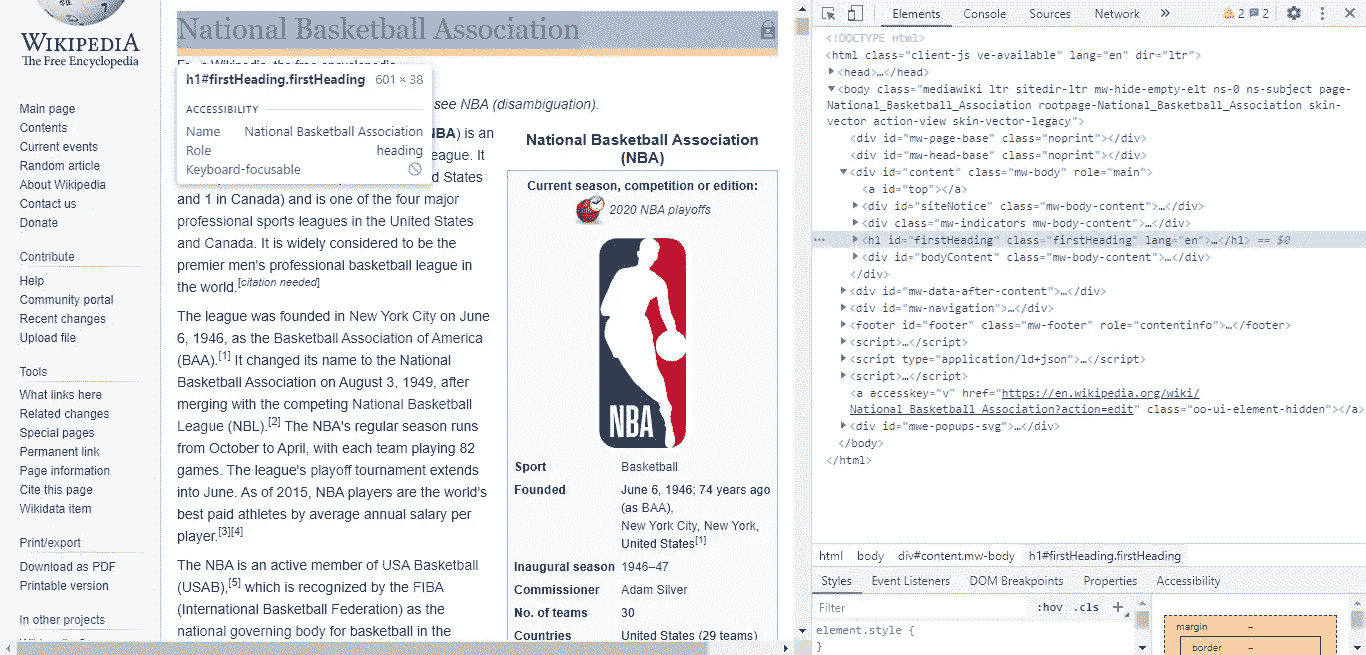 WIKIPEDIA
The Free Encyclopedia
Main page
Contents
Current events
Random article
About Wikipedia
Contact us
Donate
Contribute
Help
Community portal
Recent changes
Upload file
Tools
What links here
Related changes
Special pages
Permanent link
Page information
Cite this page
Wikidata item
Print/export
Download as PDF
Printable version
In other projects
National Basketball Association
h1#firstHeading.firstHeading 601 × 38
ACCESSIBILITY
Name National Basketball Association
Role heading
Keyboard-focusable
see NBA (disambiguation).
NBA) is an
league. It
States
and 1 in Canada) and is one of the four major
professional sports leagues in the United States
and Canada. It is widely considered to be the
premier men's professional basketball league in
the world.[citation needed]
The league was founded in New York City on June
6, 1946, as the Basketball Association of America
(BAA).[1] It changed its name to the National
Basketball Association on August 3, 1949, after
merging with the competing National Basketball
League (NBL).[2] The NBA's regular season runs
from October to April, with each team playing 82
games. The league's playoff tournament extends
into June. As of 2015, NBA players are the world's
best paid athletes by average annual salary per
player.[3][4]
The NBA is an active member of USA Basketball
(USAB),[5] which is recognized by the FIBA
(International Basketball Federation) as the
national governing body for basketball in the
National Basketball Association
(NBA)
Current season, competition or edition:
2020 NBA playoffs
NBA
Sport Basketball
Founded June 6, 1946; 74 years ago
(as BAA),
New York City, New York,
United States[1]
Inaugural season 1946–47
Commissioner Adam Silver
No. of teams 30
Countries United States (29 teams)
Elements Console Sources Network » 2 2
<!DOCTYPE html>
<html class="client-js ve-available" lang="en" dir="ltr">
<head>…</head>
<body class="mediawiki ltr sitedir-ltr mw-hide-empty-elt ns-0 ns-subject page-
National_Basketball_Association rootpage-National_Basketball_Association skin-
vector action-view skin-vector-legacy">
<div id="mw-page-base" class="noprint"></div>
<div id="mw-head-base" class="noprint"></div>
<div id="content" class="mw-body" role="main">
<a id="top"></a>
<div id="siteNotice" class="mw-body-content">…</div>
<div class="mw-indicators mw-body-content">…</div>
… <h1 id="firstHeading" class="firstHeading" lang="en">…</h1> == $0
<div id="bodyContent" class="mw-body-content">…</div>
</div>
<div id="mw-data-after-content">…</div>
<div id="mw-navigation">…</div>
<footer id="footer" class="mw-footer" role="contentinfo">…</footer>
<script>…</script>
<script type="application/ld+json">…</script>
<script>…</script>
<a accesskey="v" href="https://en.wikipedia.org/wiki/
National_Basketball_Association?action=edit" class="oo-ui-element-hidden"></a>
<div id="mwe-popups-svg">…</div>
</body>
</html>
html body div#content.mw-body h1#firstHeading.firstHeading
Styles Event Listeners DOM Breakpoints Properties Accessibility
Filter :hov .cls +
element.style {
}
margin –
border –